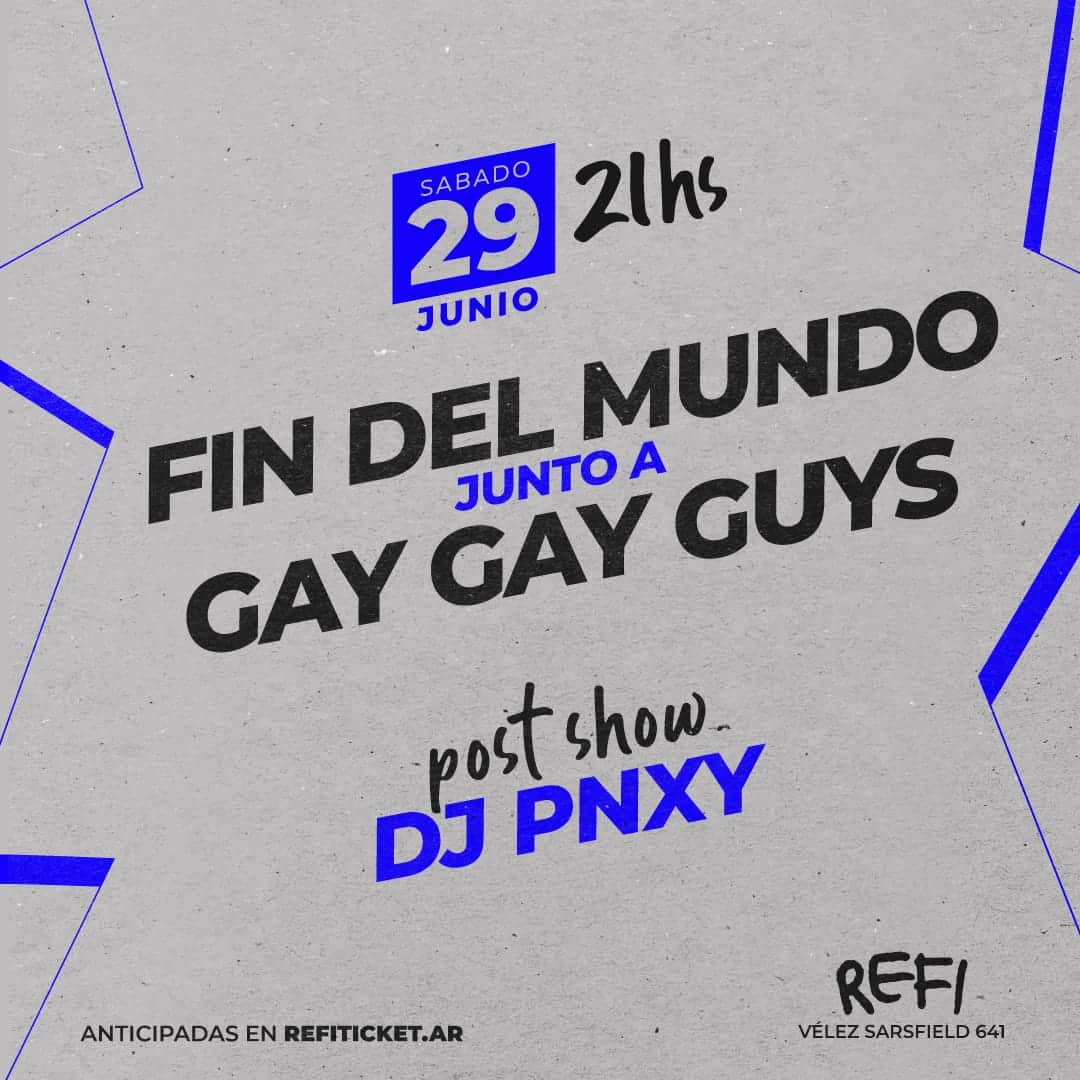 SABADO
29
JUNIO
21hs
FIN DEL MUNDO
JUNTO A
GAY GAY GUYS
post show
DJ PNXY
REFI
VÉLEZ SARSFIELD 641
ANTICIPADAS EN REFITICKET.AR